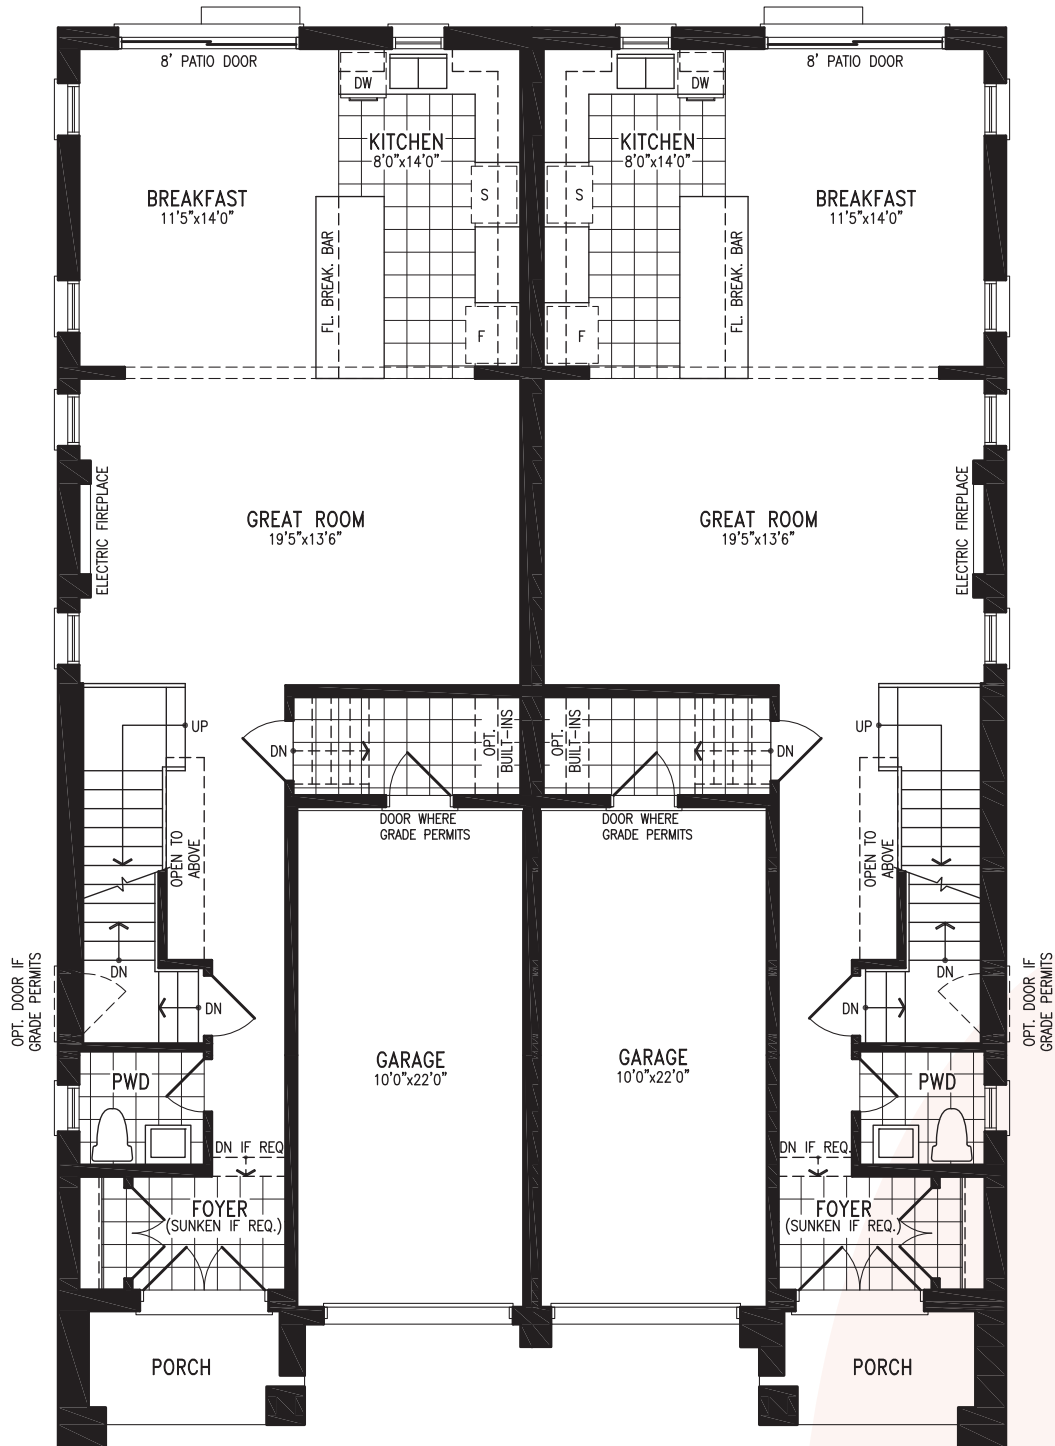 8' PATIO DOOR
8' PATIO DOOR
DW
DW
KITCHEN
8'0"x14'0"
KITCHEN
8'0"x14'0"
BREAKFAST
11'5"x14'0"
BREAKFAST
11'5"x14'0"
S
S
FL. BREAK. BAR
FL. BREAK. BAR
F
F
ELECTRIC FIREPLACE
GREAT ROOM
19'5"x13'6"
GREAT ROOM
19'5"x13'6"
ELECTRIC FIREPLACE
UP
DN
OPT.
BUILT-INS
OPT.
BUILT-INS
DN
UP
DOOR WHERE
GRADE PERMITS
DOOR WHERE
GRADE PERMITS
OPEN TO
ABOVE
OPEN TO
ABOVE
OPT. DOOR IF
GRADE PERMITS
DN
DN
DN
DN
OPT. DOOR IF
GRADE PERMITS
GARAGE
10'0"x22'0"
GARAGE
10'0"x22'0"
PWD
PWD
DN IF REQ.
DN IF REQ.
FOYER
(SUNKEN IF REQ.)
FOYER
(SUNKEN IF REQ.)
PORCH
PORCH